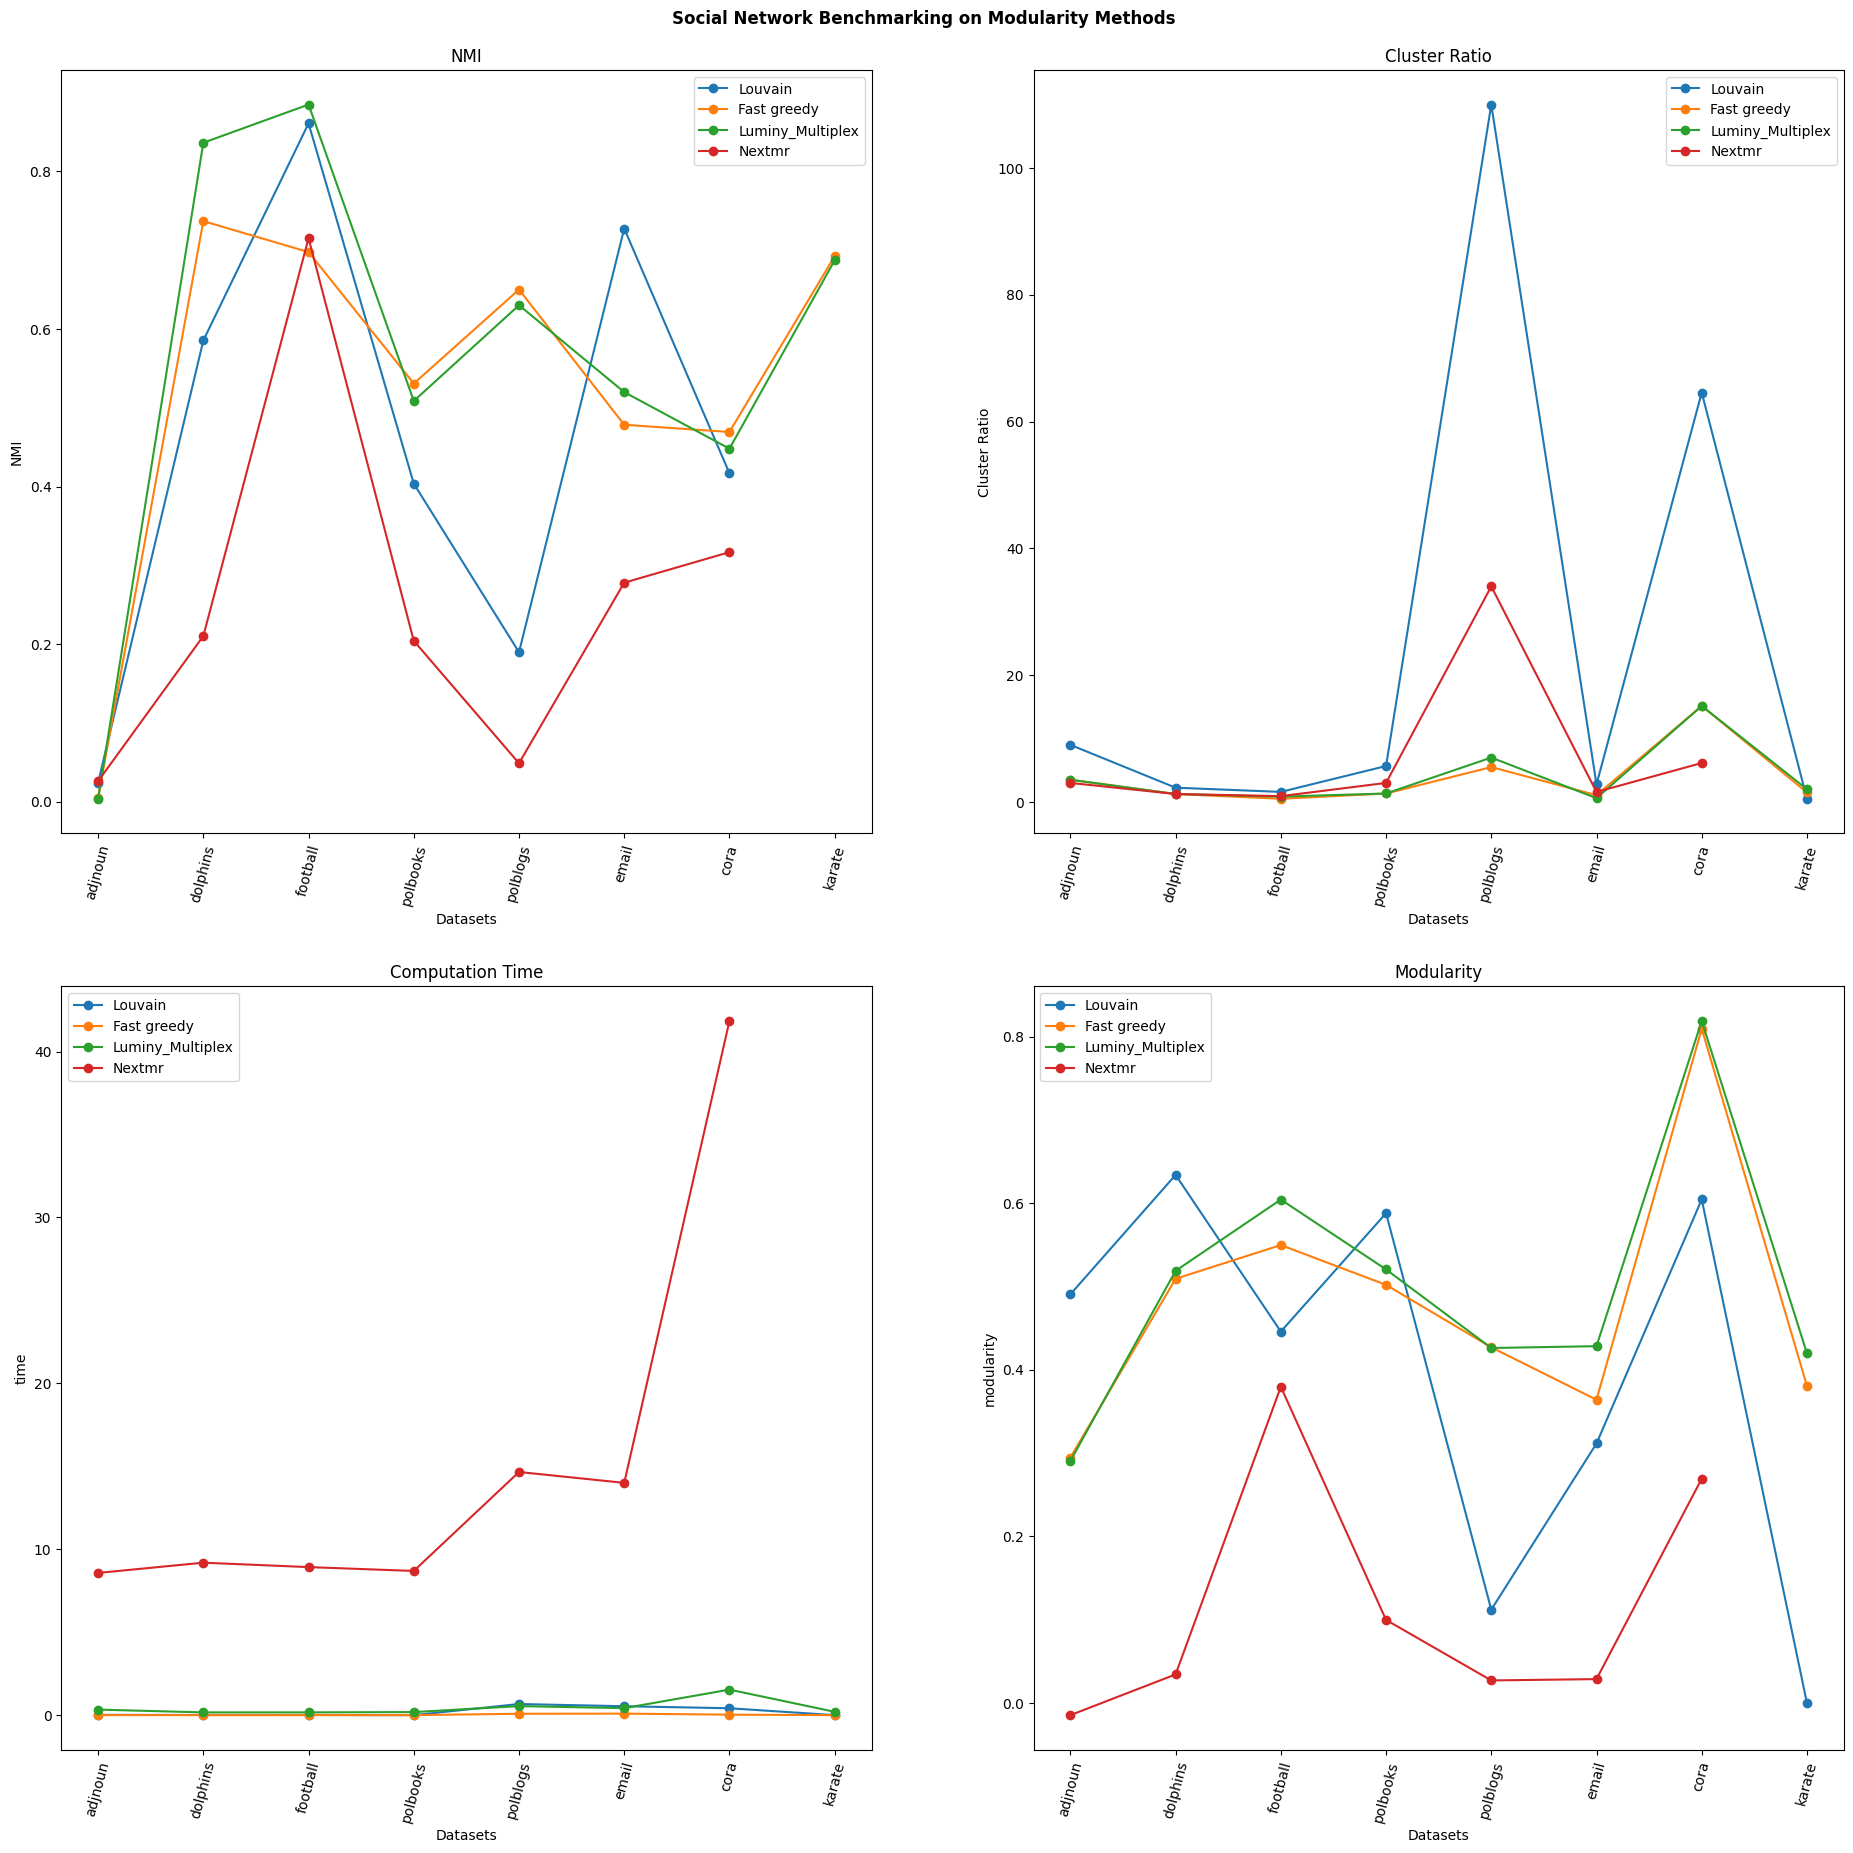 Social Network Benchmarking on Modularity Methods
NMI
Louvain
Fast greedy
Luminy_Multiplex
Nextmr
0.8
0.6
0.4
0.2
0.0
NMI
adjnoun
dolphins
football
polbooks
polblogs
email
cora
karate
Datasets
Cluster Ratio
Louvain
Fast greedy
Luminy_Multiplex
Nextmr
100
80
60
40
20
0
Cluster Ratio
adjnoun
dolphins
football
polbooks
polblogs
email
cora
karate
Datasets
Computation Time
Louvain
Fast greedy
Luminy_Multiplex
Nextmr
40
30
20
10
0
time
adjnoun
dolphins
football
polbooks
polblogs
email
cora
karate
Datasets
Modularity
Louvain
Fast greedy
Luminy_Multiplex
Nextmr
0.8
0.6
0.4
0.2
0.0
modularity
adjnoun
dolphins
football
polbooks
polblogs
email
cora
karate
Datasets